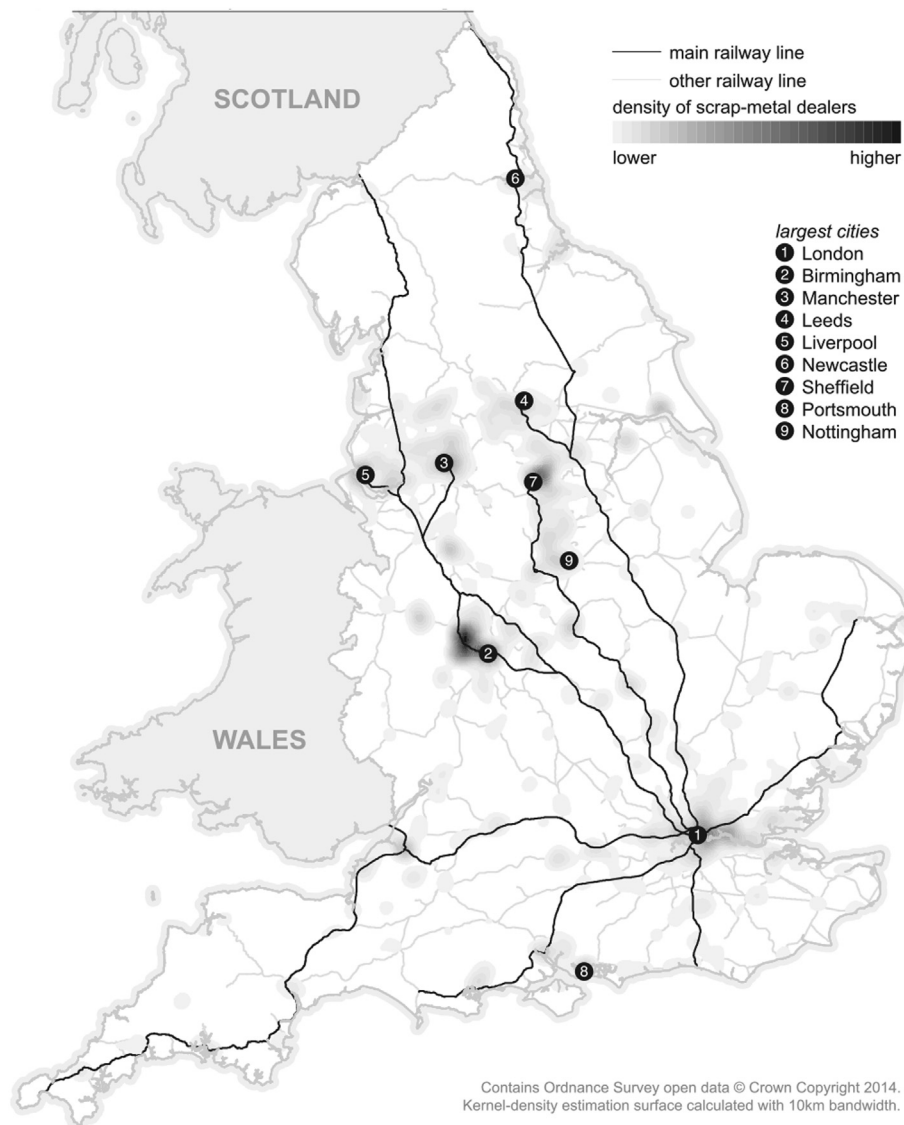 SCOTLAND
main railway line
other railway line
density of scrap-metal dealers
lower higher
largest cities
1 London
2 Birmingham
3 Manchester
4 Leeds
5 Liverpool
6 Newcastle
7 Sheffield
8 Portsmouth
9 Nottingham
6
4
3
5
7
9
2
WALES
1
8
Contains Ordnance Survey open data © Crown Copyright 2014.
Kernel-density estimation surface calculated with 10km bandwidth.